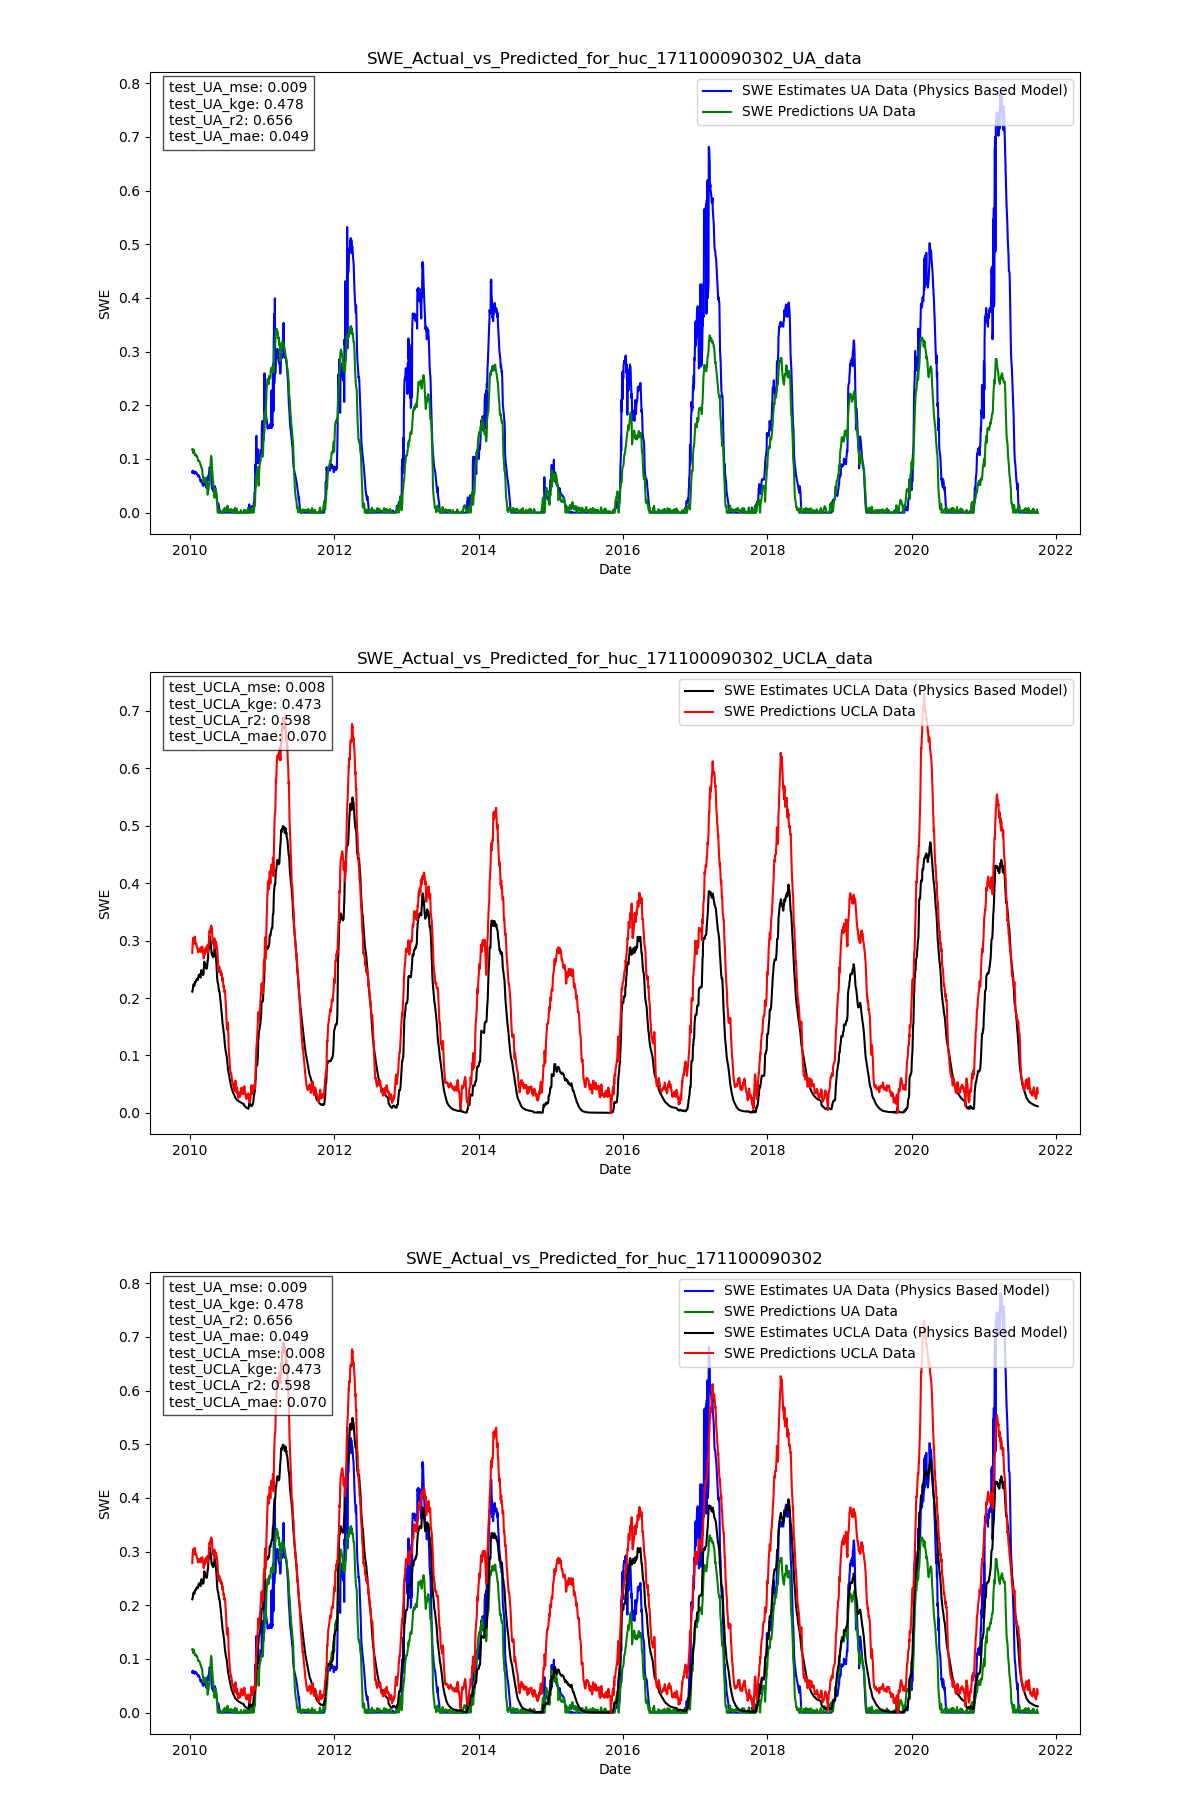 SWE_Actual_vs_Predicted_for_huc_171100090302_UA_data
test_UA_mse: 0.009
test_UA_kge: 0.478
test_UA_r2: 0.656
test_UA_mae: 0.049
SWE Estimates UA Data (Physics Based Model)
SWE Predictions UA Data
0.8
0.7
0.6
0.5
0.4
0.3
0.2
0.1
0.0
SWE
2010 2012 2014 2016 2018 2020 2022
Date
SWE_Actual_vs_Predicted_for_huc_171100090302_UCLA_data
test_UCLA_mse: 0.008
test_UCLA_kge: 0.473
test_UCLA_r2: 0.598
test_UCLA_mae: 0.070
SWE Estimates UCLA Data (Physics Based Model)
SWE Predictions UCLA Data
0.7
0.6
0.5
0.4
0.3
0.2
0.1
0.0
SWE
2010 2012 2014 2016 2018 2020 2022
Date
SWE_Actual_vs_Predicted_for_huc_171100090302
test_UA_mse: 0.009
test_UA_kge: 0.478
test_UA_r2: 0.656
test_UA_mae: 0.049
test_UCLA_mse: 0.008
test_UCLA_kge: 0.473
test_UCLA_r2: 0.598
test_UCLA_mae: 0.070
SWE Estimates UA Data (Physics Based Model)
SWE Predictions UA Data
SWE Estimates UCLA Data (Physics Based Model)
SWE Predictions UCLA Data
0.8
0.7
0.6
0.5
0.4
0.3
0.2
0.1
0.0
SWE
2010 2012 2014 2016 2018 2020 2022
Date